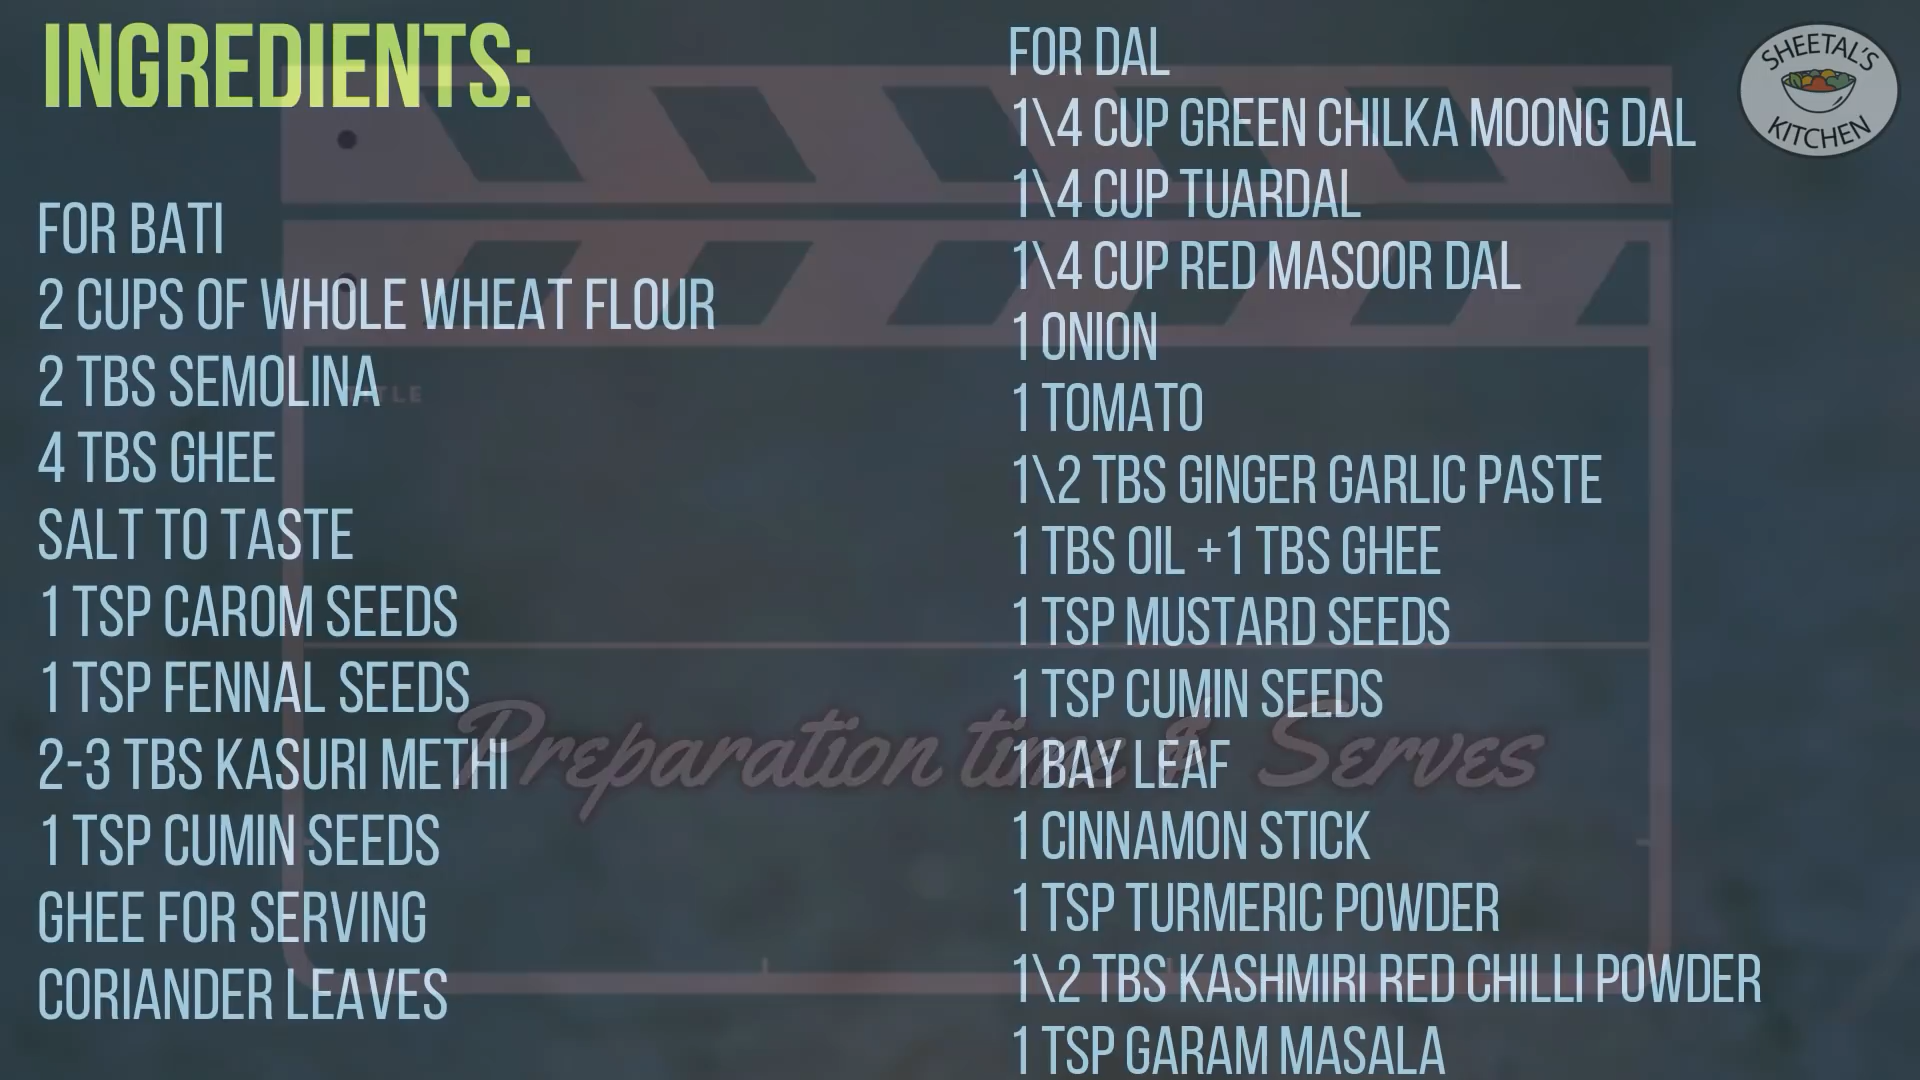 INGREDIENTS:
FOR BATI
2 CUPS OF WHOLE WHEAT FLOUR
2 TBS SEMOLINA
4 TBS GHEE
SALT TO TASTE
1 TSP CAROM SEEDS
1 TSP FENNAL SEEDS
2-3 TBS KASURI METHI
1 TSP CUMIN SEEDS
GHEE FOR SERVING
CORIANDER LEAVES
FOR DAL
1\4 CUP GREEN CHILKA MOONG DAL
1\4 CUP TUARDAL
1\4 CUP RED MASOOR DAL
1 ONION
1 TOMATO
1\2 TBS GINGER GARLIC PASTE
1 TBS OIL +1 TBS GHEE
1 TSP MUSTARD SEEDS
1 TSP CUMIN SEEDS
1 BAY LEAF
1 CINNAMON STICK
1 TSP TURMERIC POWDER
1\2 TBS KASHMIRI RED CHILLI POWDER
1 TSP GARAM MASALA
SHEETAL'S
KITCHEN
TITLE
Preparation time & Serves